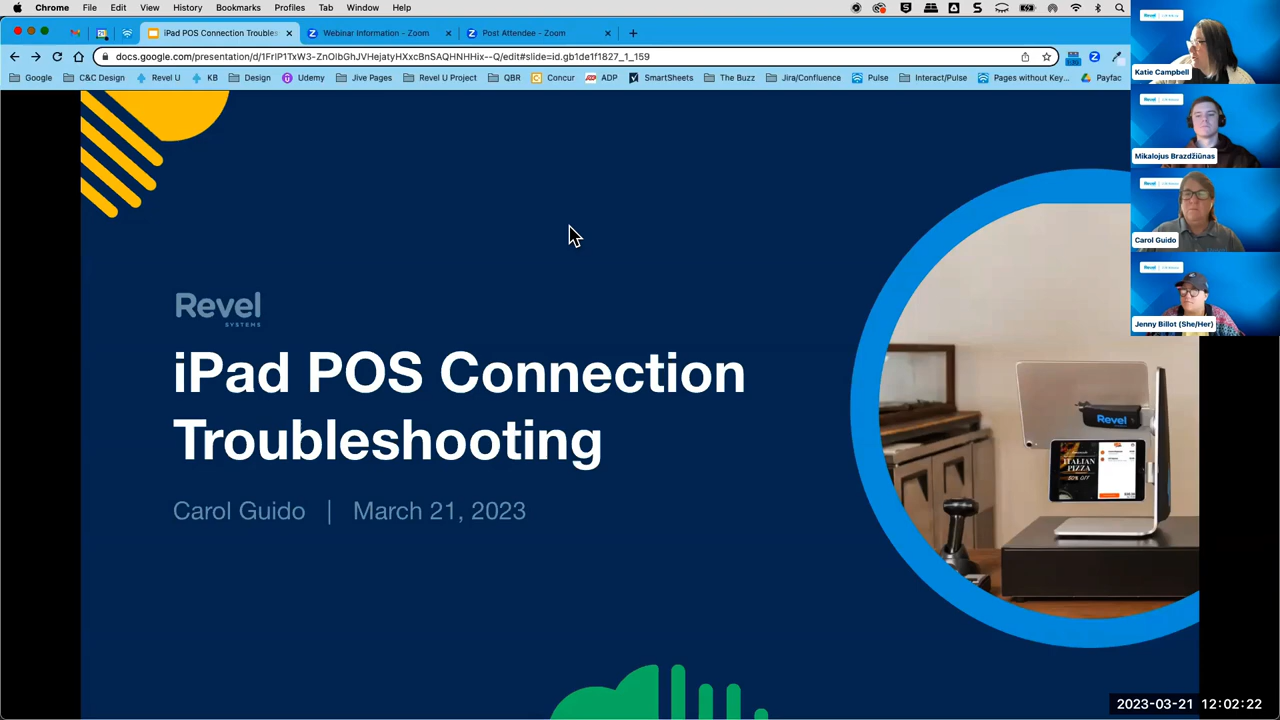 Chrome File Edit View History Bookmarks Profiles Tab Window Help
iPad POS Connection Troubles
Webinar Information - Zoom
Post Attendee - Zoom
docs.google.com/presentation/d/1FrIP1TxW3-ZnOlbGhJVHejatyHXxcBnSAQHNHHix--Q/edit#slide=id.gb1de1f1827_1_159
Google C&C Design Revel U KB Design Udemy Jive Pages Revel U Project QBR Concur ADP SmartSheets The Buzz Jira/Confluence Pulse Interact/Pulse Pages without Key... Payfac
Katie Campbell
Mikalojus Brazdžiūnas
Carol Guido
Jenny Billot (She/Her)
Revel
SYSTEMS
iPad POS Connection
Troubleshooting
Carol Guido | March 21, 2023
Revel
ITALIAN
PIZZA
50% OFF
2023-03-21 12:02:22